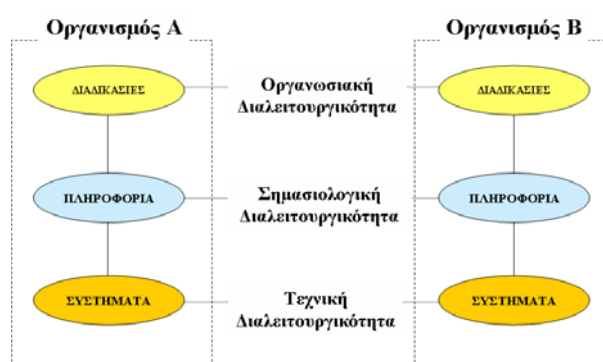 Οργανισμός Α
Οργανισμός Β
ΔΙΑΔΙΚΑΣΙΕΣ
Οργανωσιακή
Διαλειτουργικότητα
ΔΙΑΔΙΚΑΣΙΕΣ
ΠΛΗΡΟΦΟΡΙΑ
Σημασιολογική
Διαλειτουργικότητα
ΠΛΗΡΟΦΟΡΙΑ
ΣΥΣΤΗΜΑΤΑ
Τεχνική
Διαλειτουργικότητα
ΣΥΣΤΗΜΑΤΑ